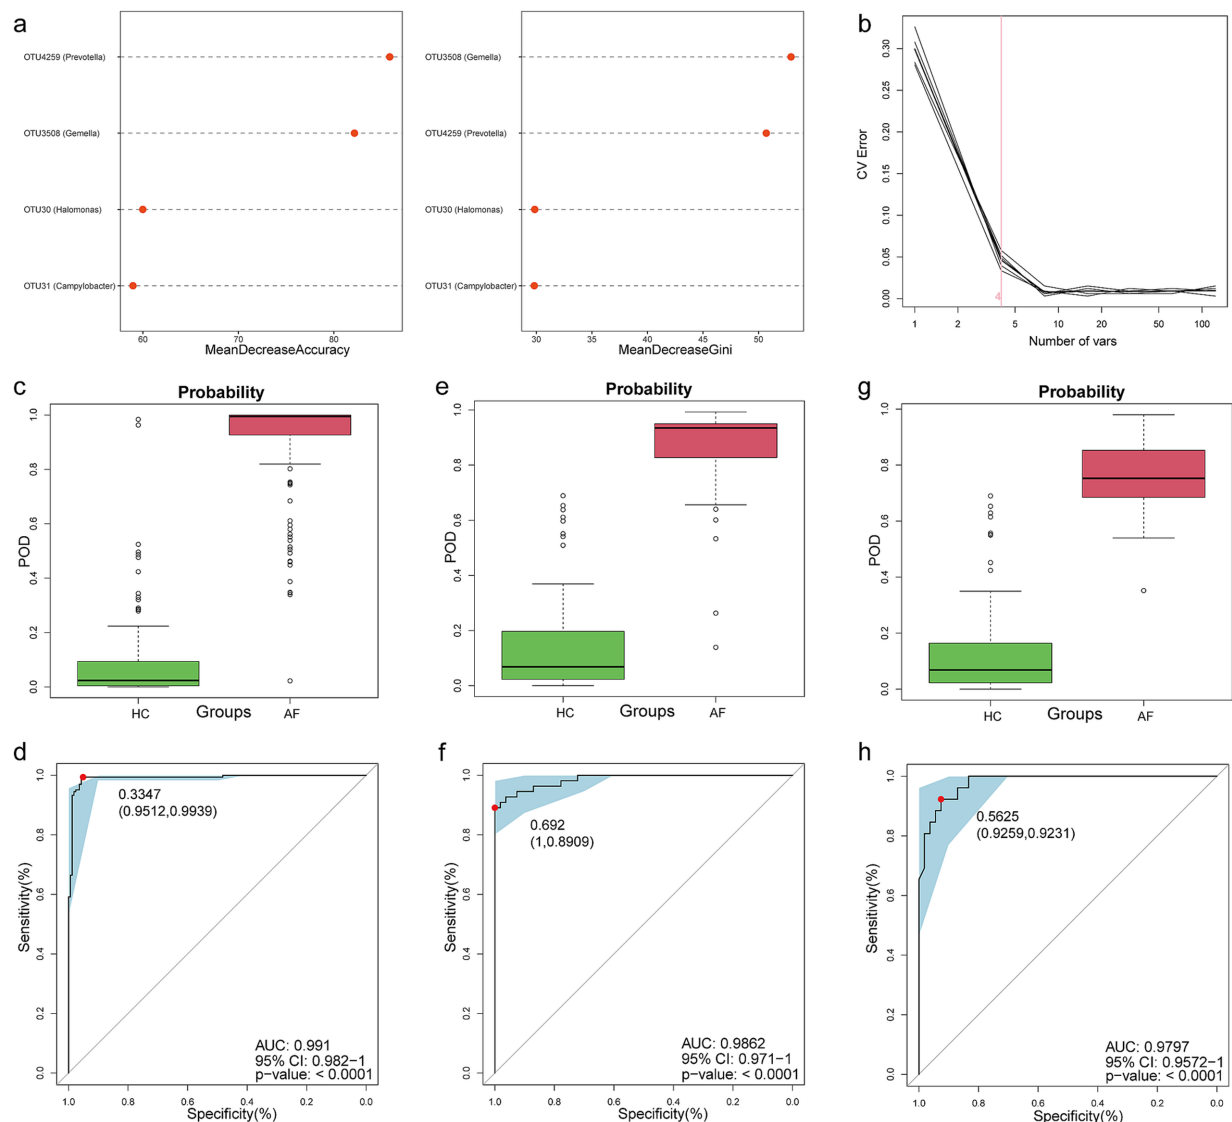 a
OTU4259 (Prevotella)
OTU3508 (Gemella)
OTU30 (Halomonas)
OTU31 (Campylobacter)
60 70 80
MeanDecreaseAccuracy
OTU3508 (Gemella)
OTU4259 (Prevotella)
OTU30 (Halomonas)
OTU31 (Campylobacter)
30 35 40 45 50
MeanDecreaseGini
b
CV Error
0.30
0.25
0.20
0.15
0.10
0.05
0.00
4
1 2 5 10 20 50 100
Number of vars
c
Probability
POD
1.0
0.8
0.6
0.4
0.2
0.0
HC Groups AF
e
Probability
POD
1.0
0.8
0.6
0.4
0.2
0.0
HC Groups AF
g
Probability
POD
1.0
0.8
0.6
0.4
0.2
0.0
HC Groups AF
d
Sensitivity(%)
1.0
0.8
0.6
0.4
0.2
0.0
0.3347
(0.9512,0.9939)
AUC: 0.991
95% CI: 0.982−1
p−value: < 0.0001
1.0 0.8 0.6 0.4 0.2 0.0
Specificity(%)
f
Sensitivity(%)
1.0
0.8
0.6
0.4
0.2
0.0
0.692
(1,0.8909)
AUC: 0.9862
95% CI: 0.971−1
p−value: < 0.0001
1.0 0.8 0.6 0.4 0.2 0.0
Specificity(%)
h
Sensitivity(%)
1.0
0.8
0.6
0.4
0.2
0.0
0.5625
(0.9259,0.9231)
AUC: 0.9797
95% CI: 0.9572−1
p−value: < 0.0001
1.0 0.8 0.6 0.4 0.2 0.0
Specificity(%)